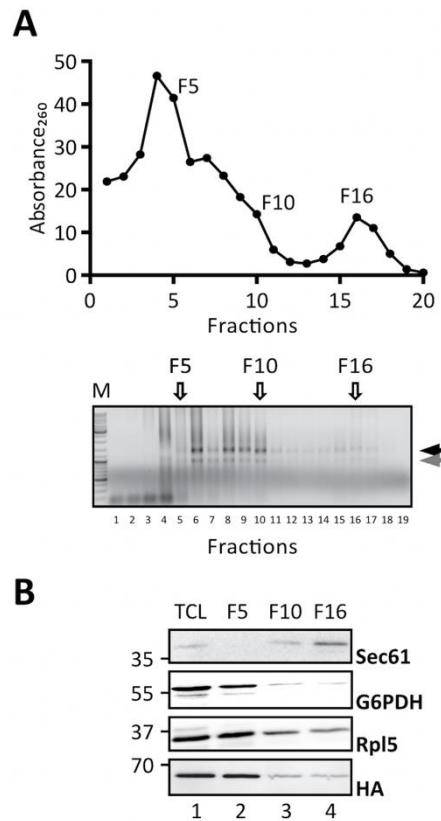 A
50
40
30
20
10
0
Absorbance260
F5
F10
F16
0 5 10 15 20
Fractions
F5 F10 F16
M
1 2 3 4 5 6 7 8 9 10 11 12 13 14 15 16 17 18 19
Fractions
B
TCL F5 F10 F16
35 Sec61
55 G6PDH
37 Rpl5
70 HA
1 2 3 4